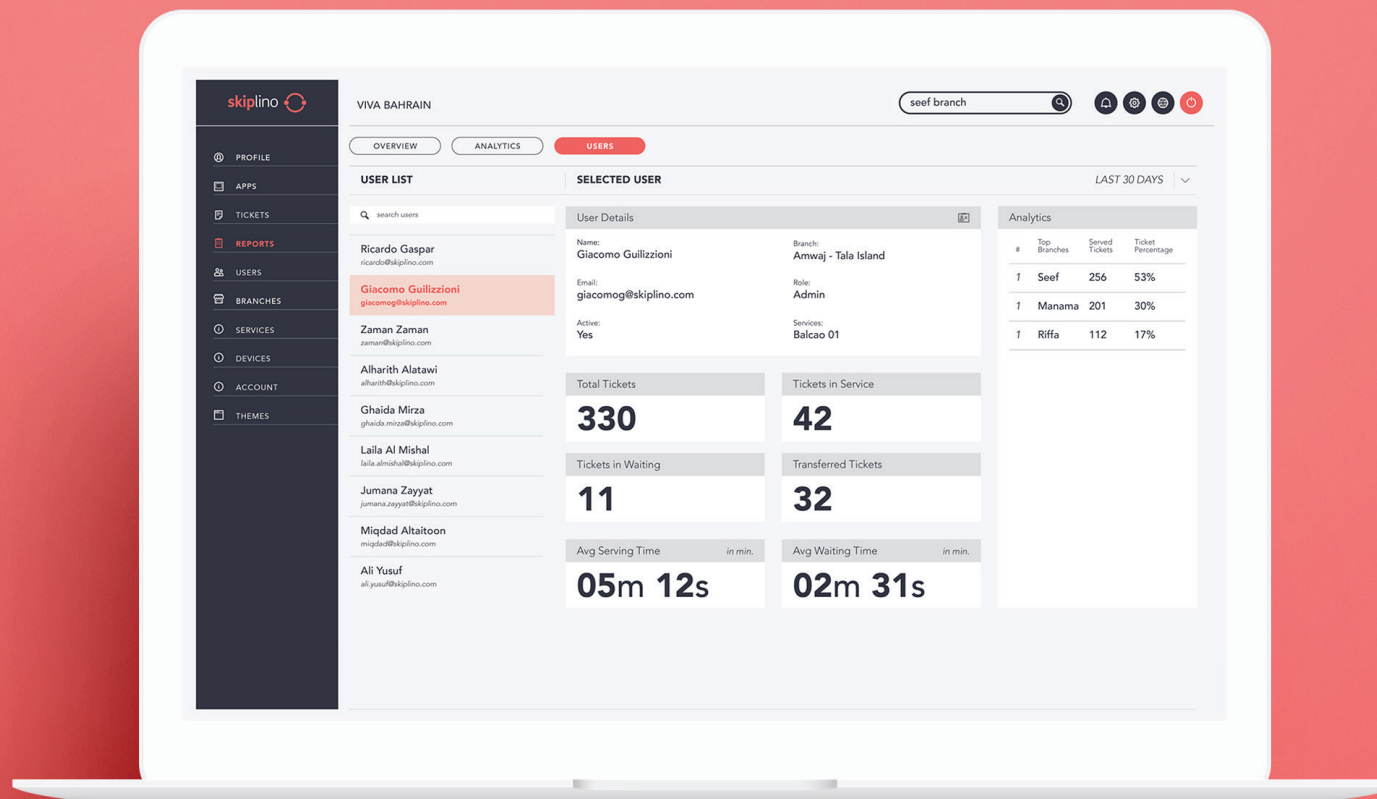 skiplino
VIVA BAHRAIN
seef branch
PROFILE
APPS
TICKETS
REPORTS
USERS
BRANCHES
SERVICES
DEVICES
ACCOUNT
THEMES
OVERVIEW
ANALYTICS
USERS
USER LIST
SELECTED USER
LAST 30 DAYS
search users
Ricardo Gaspar
ricardo@skiplino.com
Giacomo Guilizzioni
giacomog@skiplino.com
Zaman Zaman
zaman@skiplino.com
Alharith Alatawi
alharith@skiplino.com
Ghaida Mirza
ghaida.mirza@skiplino.com
Laila Al Mishal
laila.almishal@skiplino.com
Jumana Zayyat
jumana.zayyat@skiplino.com
Miqdad Altaitoon
miqdad@skiplino.com
Ali Yusuf
ali.yusuf@skiplino.com
User Details
Name:
Giacomo Guilizzioni
Branch:
Amwaj - Tala Island
Email:
giacomog@skiplino.com
Role:
Admin
Active:
Yes
Services:
Balcao 01
Total Tickets
330
Tickets in Service
42
Tickets in Waiting
11
Transferred Tickets
32
Avg Serving Time in min.
05m 12s
Avg Waiting Time in min.
02m 31s
Analytics
# Top Branches Served Tickets Ticket Percentage
1 Seef 256 53%
1 Manama 201 30%
1 Riffa 112 17%